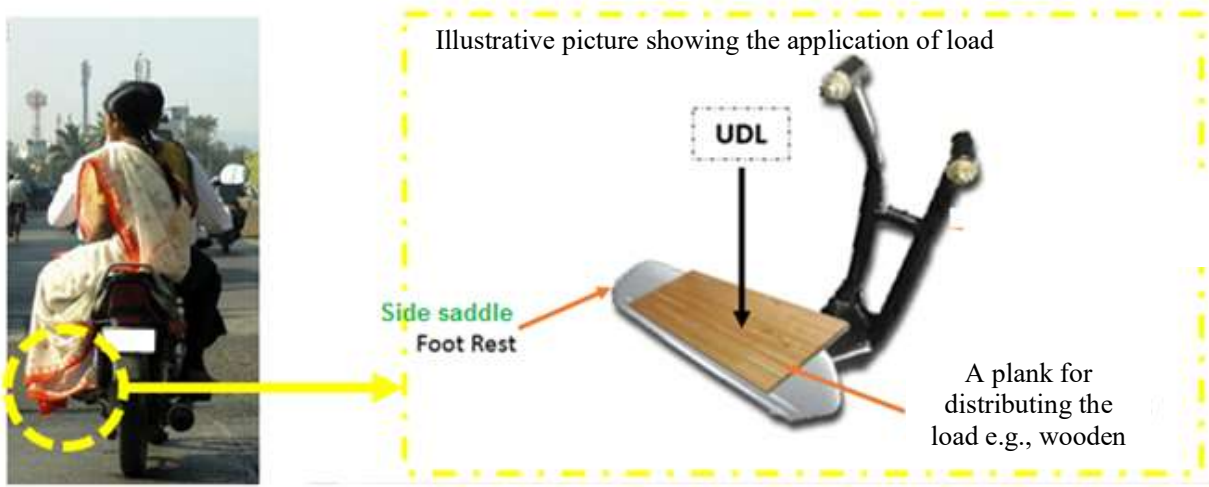 Illustrative picture showing the application of load
UDL
Side saddle
Foot Rest
A plank for
distributing the
load e.g., wooden